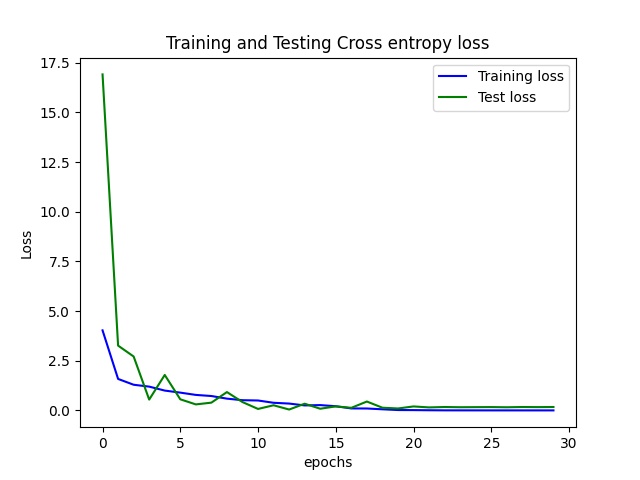 Training and Testing Cross entropy loss
Training loss
Test loss
17.5
15.0
12.5
10.0
7.5
5.0
2.5
0.0
Loss
0 5 10 15 20 25 30
epochs